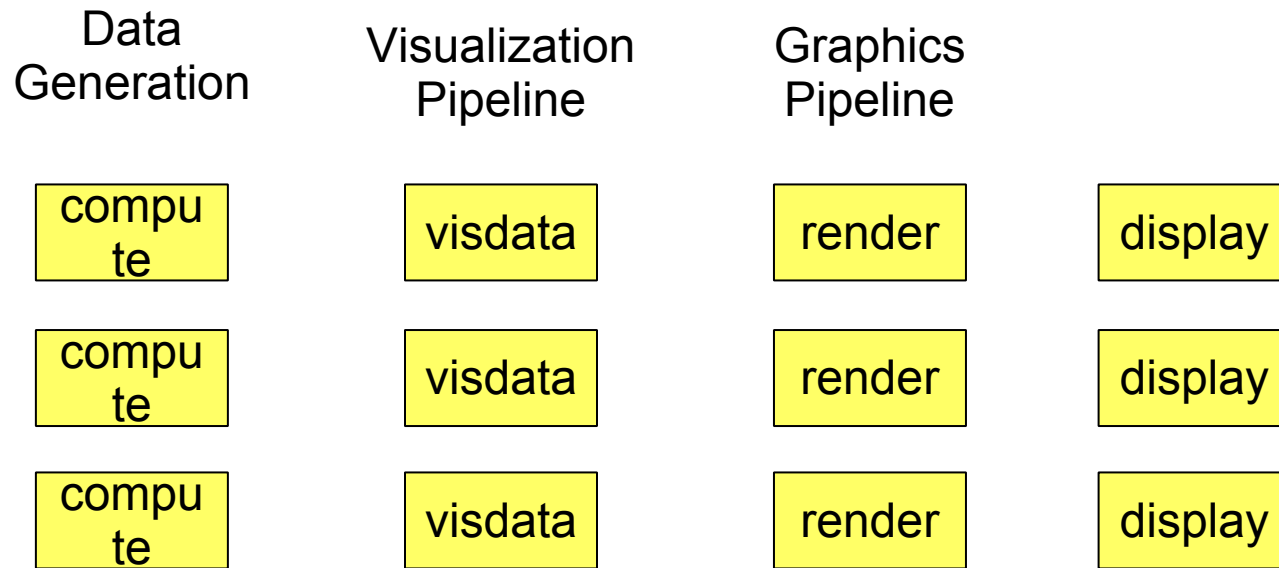 Data
Generation
Visualization
Pipeline
Graphics
Pipeline
compu
te
visdata
render
display
compu
te
visdata
render
display
compu
te
visdata
render
display